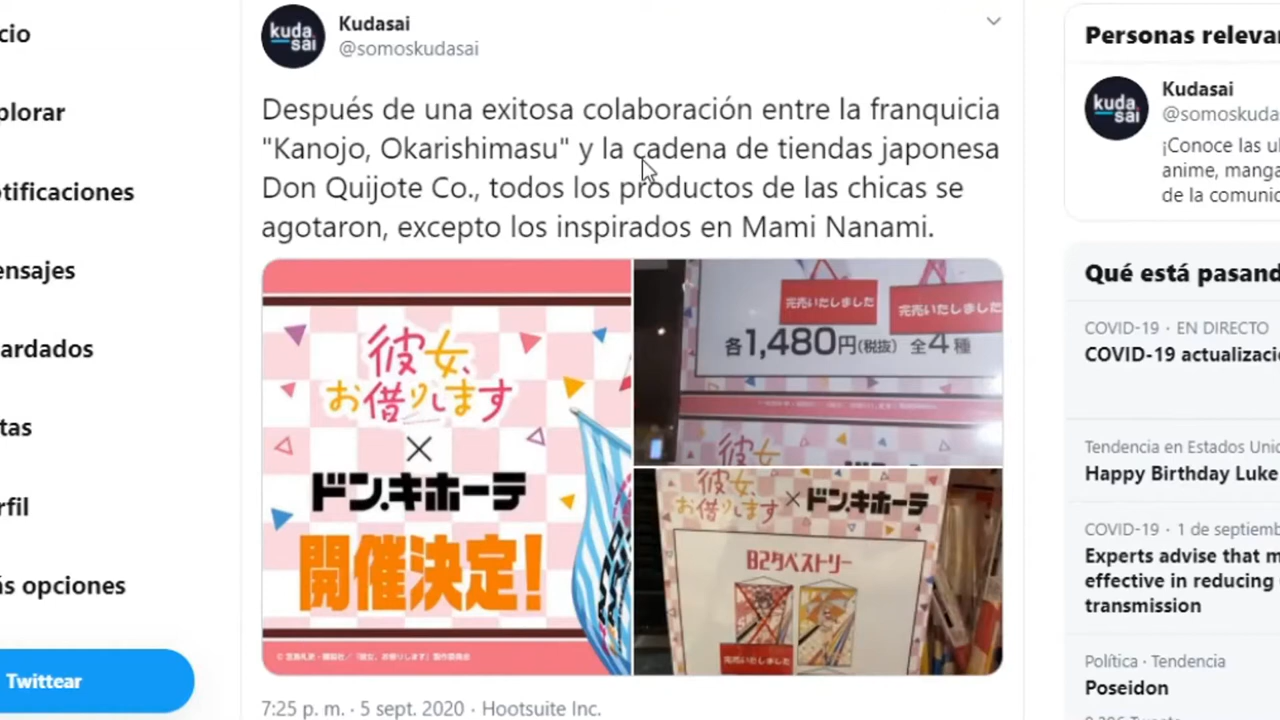 cio
plorar
otificaciones
ensajes
ardados
tas
rfil
ás opciones
Twittear
kuda
sai
Kudasai
@somoskudasai
Después de una exitosa colaboración entre la franquicia
"Kanojo, Okarishimasu" y la cadena de tiendas japonesa
Don Quijote Co., todos los productos de las chicas se
agotaron, excepto los inspirados en Mami Nanami.
彼女、
お借りします
×
ドン.キホーテ
開催決定!
完売いたしました
完売いたしました
各1,480円(税抜) 全4種
彼女、
彼女、
お借りします×ドン.キホーテ
B2タペストリー
完売いたしました
7:25 p. m. · 5 sept. 2020 · Hootsuite Inc.
Personas relevan
kuda
sai
Kudasai
@somoskudas
¡Conoce las úl
anime, manga
de la comunic
Qué está pasand
COVID-19 · EN DIRECTO
COVID-19 actualizacio
Tendencia en Estados Unid
Happy Birthday Luke
COVID-19 · 1 de septiemb
Experts advise that m
effective in reducing
transmission
Política · Tendencia
Poseidon